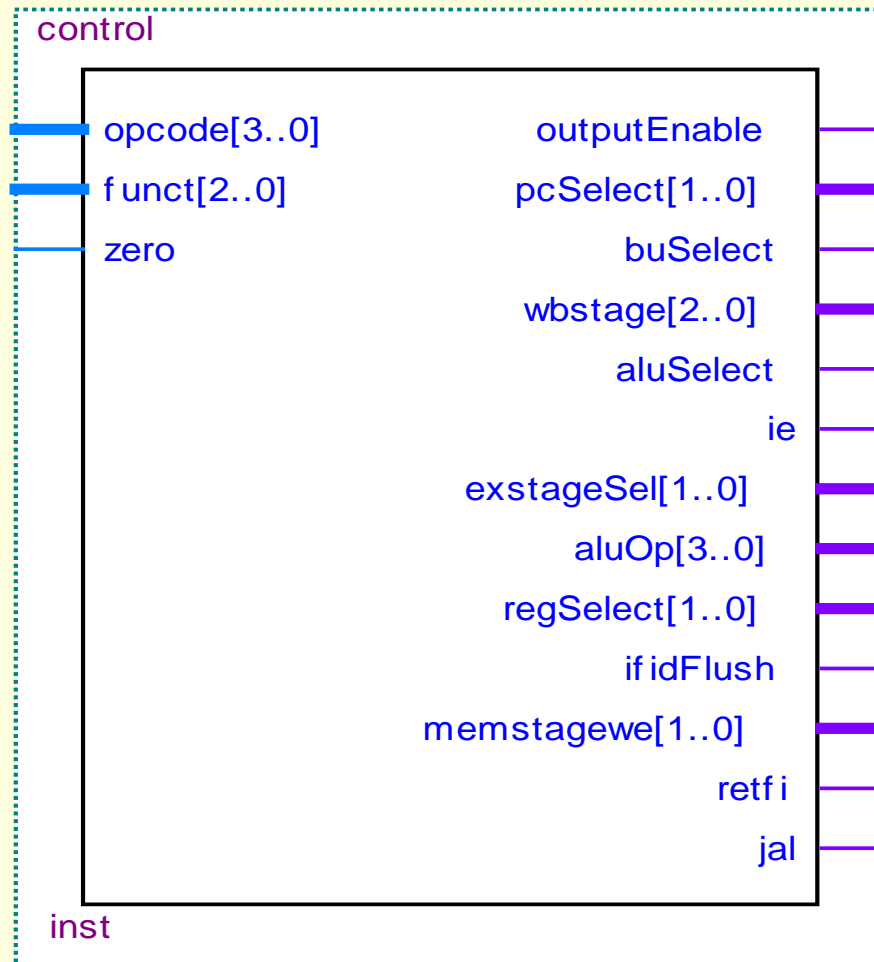 control
opcode[3..0] outputEnable
funct[2..0] pcSelect[1..0]
zero buSelect
wbstage[2..0]
aluSelect
ie
exstageSel[1..0]
aluOp[3..0]
regSelect[1..0]
ifidFlush
memstagewe[1..0]
retfi
jal
inst